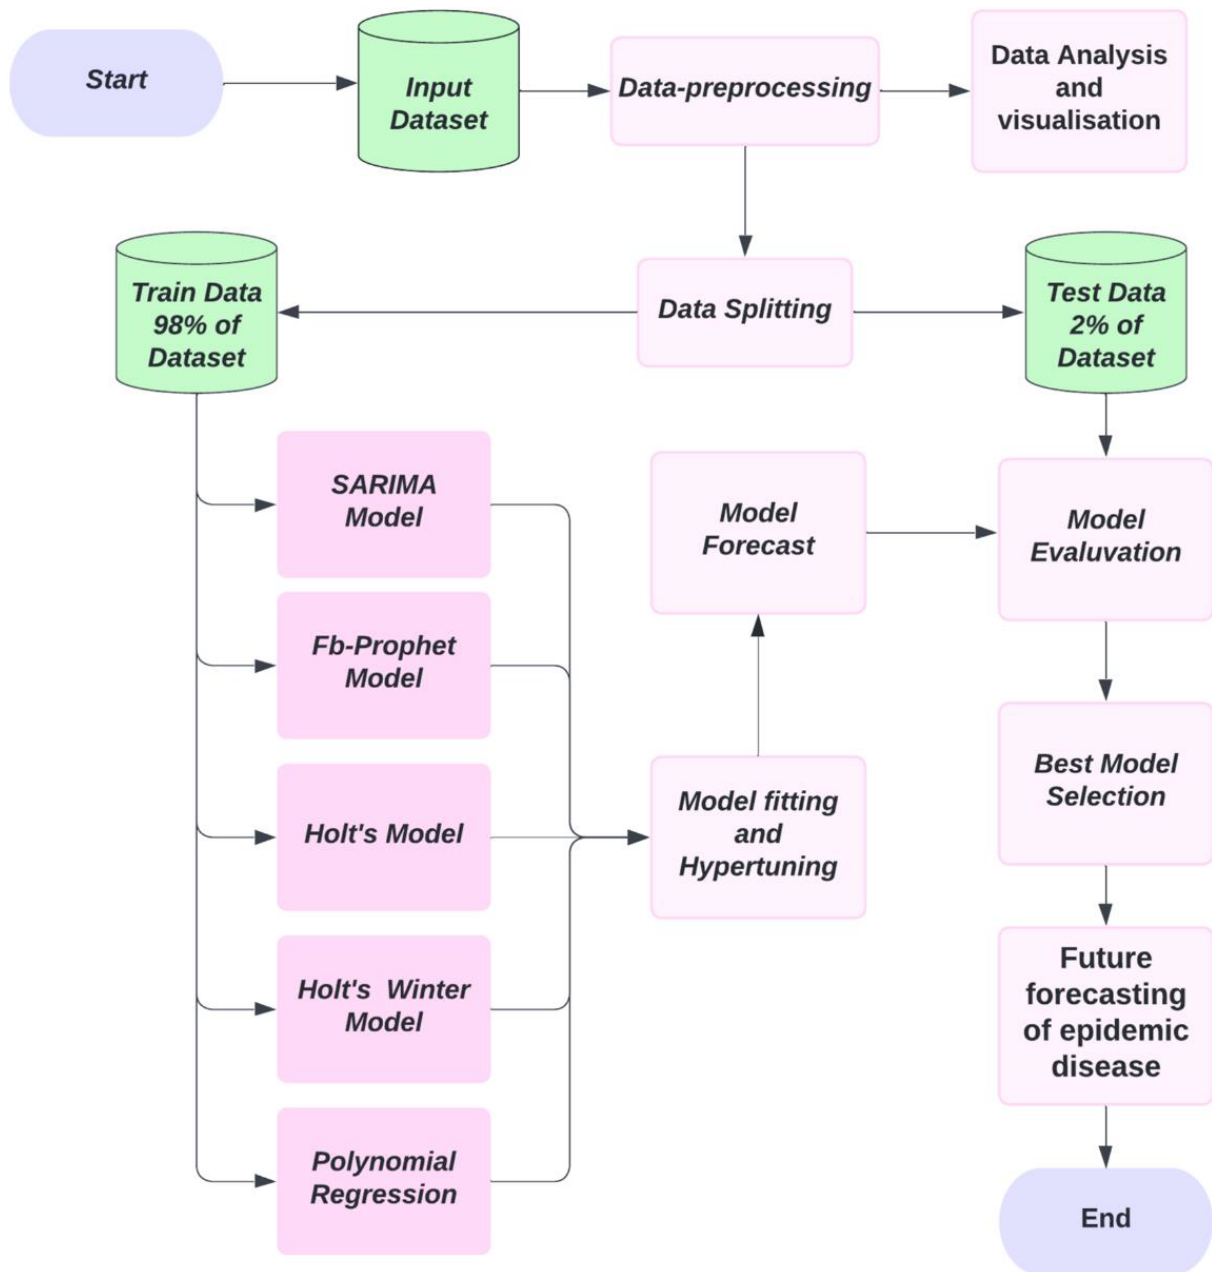 Start
Input
Dataset
Data-preprocessing
Data Analysis
and
visualisation
Train Data
98% of
Dataset
Data Splitting
Test Data
2% of
Dataset
SARIMA
Model
Fb-Prophet
Model
Holt's Model
Holt's  Winter
Model
Polynomial
Regression
Model fitting
and
Hypertuning
Model
Forecast
Model
Evaluvation
Best Model
Selection
Future
forecasting
of epidemic
disease
End